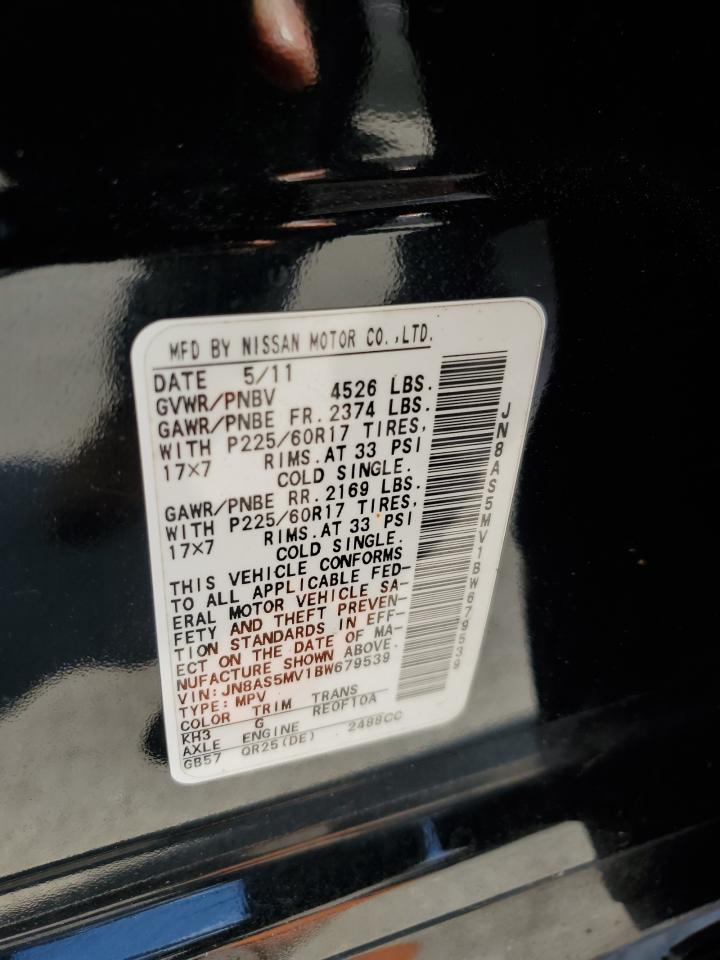 MFD BY NISSAN MOTOR CO.,LTD.
DATE 5/11
GVWR/PNBV 4526 LBS.
GAWR/PNBE FR. 2374 LBS.
WITH P225/60R17 TIRES,
17×7 RIMS.AT 33 PSI
COLD SINGLE.
GAWR/PNBE RR. 2169 LBS.
WITH P225/60R17 TIRES,
17×7 RIMS.AT 33 PSI
COLD SINGLE.
THIS VEHICLE CONFORMS
TO ALL APPLICABLE FED-
ERAL MOTOR VEHICLE SA-
FETY AND THEFT PREVEN-
TION STANDARDS IN EFF-
ECT ON THE DATE OF MA-
NUFACTURE SHOWN ABOVE.
VIN: JN8AS5MV1BW679539
TYPE: MPV
COLOR TRIM TRANS
KH3 G RE0F10A
AXLE ENGINE
GB57 QR25(DE) 2488CC
JN8AS5MV1BW679539